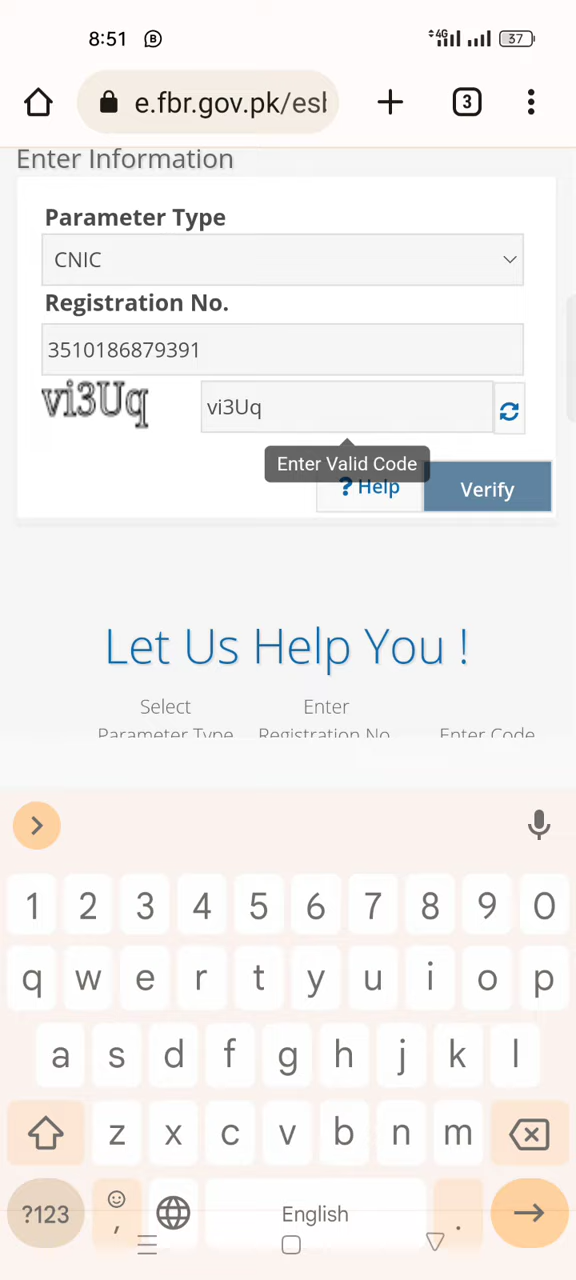 8:51
4G
37
e.fbr.gov.pk/esl
3
Enter Information
Parameter Type
CNIC
Registration No.
3510186879391
vi3Uq
vi3Uq
Enter Valid Code
? Help
Verify
Let Us Help You !
Select Enter
Parameter Type Registration No. Enter Code
1 2 3 4 5 6 7 8 9 0
q w e r t y u i o p
a s d f g h j k l
z x c v b n m
?123 , English .